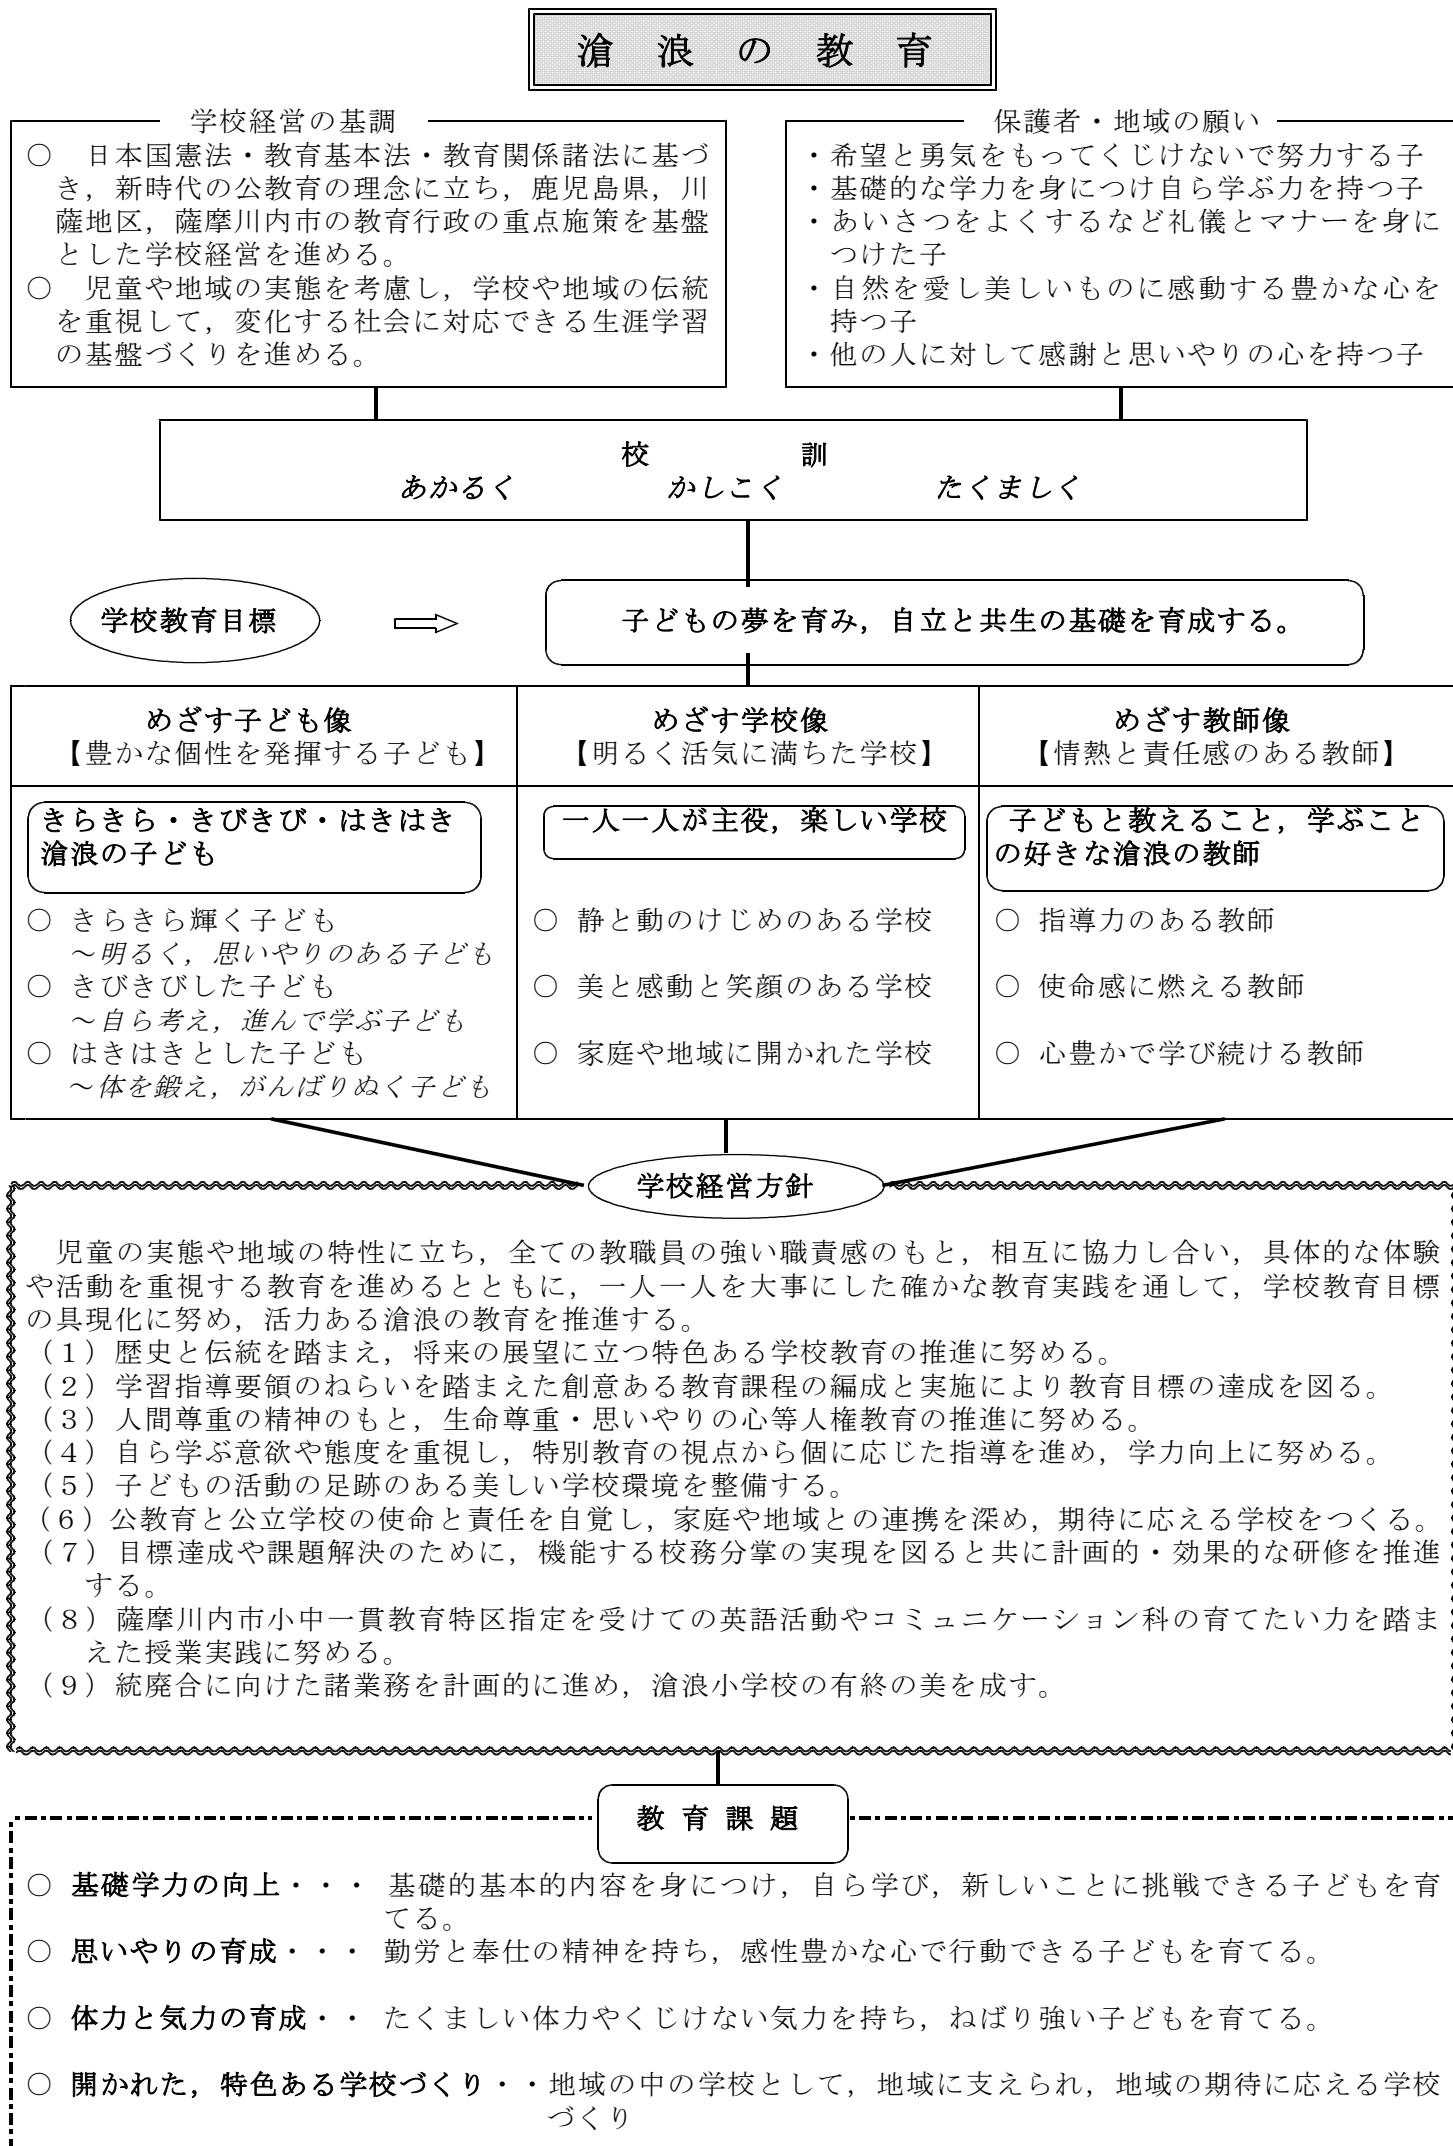 滄浪の教育
学校経営の基調
○　日本国憲法・教育基本法・教育関係諸法に基づ
き，新時代の公教育の理念に立ち，鹿児島県，川
薩地区，薩摩川内市の教育行政の重点施策を基盤
とした学校経営を進める。
○　児童や地域の実態を考慮し，学校や地域の伝統
を重視して，変化する社会に対応できる生涯学習
の基盤づくりを進める。
保護者・地域の願い
・希望と勇気をもってくじけないで努力する子
・基礎的な学力を身につけ自ら学ぶ力を持つ子
・あいさつをよくするなど礼儀とマナーを身に
つけた子
・自然を愛し美しいものに感動する豊かな心を
持つ子
・他の人に対して感謝と思いやりの心を持つ子
校　訓
あかるく　かしこく　たくましく
学校教育目標
子どもの夢を育み，自立と共生の基礎を育成する。
めざす子ども像
【豊かな個性を発揮する子ども】
きらきら・きびきび・はきはき
滄浪の子ども
○ きらきら輝く子ども
～明るく，思いやりのある子ども
○ きびきびした子ども
～自ら考え，進んで学ぶ子ども
○ はきはきとした子ども
～体を鍛え，がんばりぬく子ども
めざす学校像
【明るく活気に満ちた学校】
一人一人が主役，楽しい学校
○ 静と動のけじめのある学校
○ 美と感動と笑顔のある学校
○ 家庭や地域に開かれた学校
めざす教師像
【情熱と責任感のある教師】
子どもと教えること，学ぶこと
の好きな滄浪の教師
○ 指導力のある教師
○ 使命感に燃える教師
○ 心豊かで学び続ける教師
学校経営方針
児童の実態や地域の特性に立ち，全ての教職員の強い職責感のもと，相互に協力し合い，具体的な体験
や活動を重視する教育を進めるとともに，一人一人を大事にした確かな教育実践を通して，学校教育目標
の具現化に努め，活力ある滄浪の教育を推進する。
（１）歴史と伝統を踏まえ，将来の展望に立つ特色ある学校教育の推進に努める。
（２）学習指導要領のねらいを踏まえた創意ある教育課程の編成と実施により教育目標の達成を図る。
（３）人間尊重の精神のもと，生命尊重・思いやりの心等人権教育の推進に努める。
（４）自ら学ぶ意欲や態度を重視し，特別教育の視点から個に応じた指導を進め，学力向上に努める。
（５）子どもの活動の足跡のある美しい学校環境を整備する。
（６）公教育と公立学校の使命と責任を自覚し，家庭や地域との連携を深め，期待に応える学校をつくる。
（７）目標達成や課題解決のために，機能する校務分掌の実現を図ると共に計画的・効果的な研修を推進
する。
（８）薩摩川内市小中一貫教育特区指定を受けての英語活動やコミュニケーション科の育てたい力を踏ま
えた授業実践に努める。
（９）統廃合に向けた諸業務を計画的に進め，滄浪小学校の有終の美を成す。
教育課題
○ 基礎学力の向上・・・ 基礎的基本的内容を身につけ，自ら学び，新しいことに挑戦できる子どもを育
てる。
○ 思いやりの育成・・・ 勤労と奉仕の精神を持ち，感性豊かな心で行動できる子どもを育てる。
○ 体力と気力の育成・・ たくましい体力やくじけない気力を持ち，ねばり強い子どもを育てる。
○ 開かれた，特色ある学校づくり・・地域の中の学校として，地域に支えられ，地域の期待に応える学校
づくり